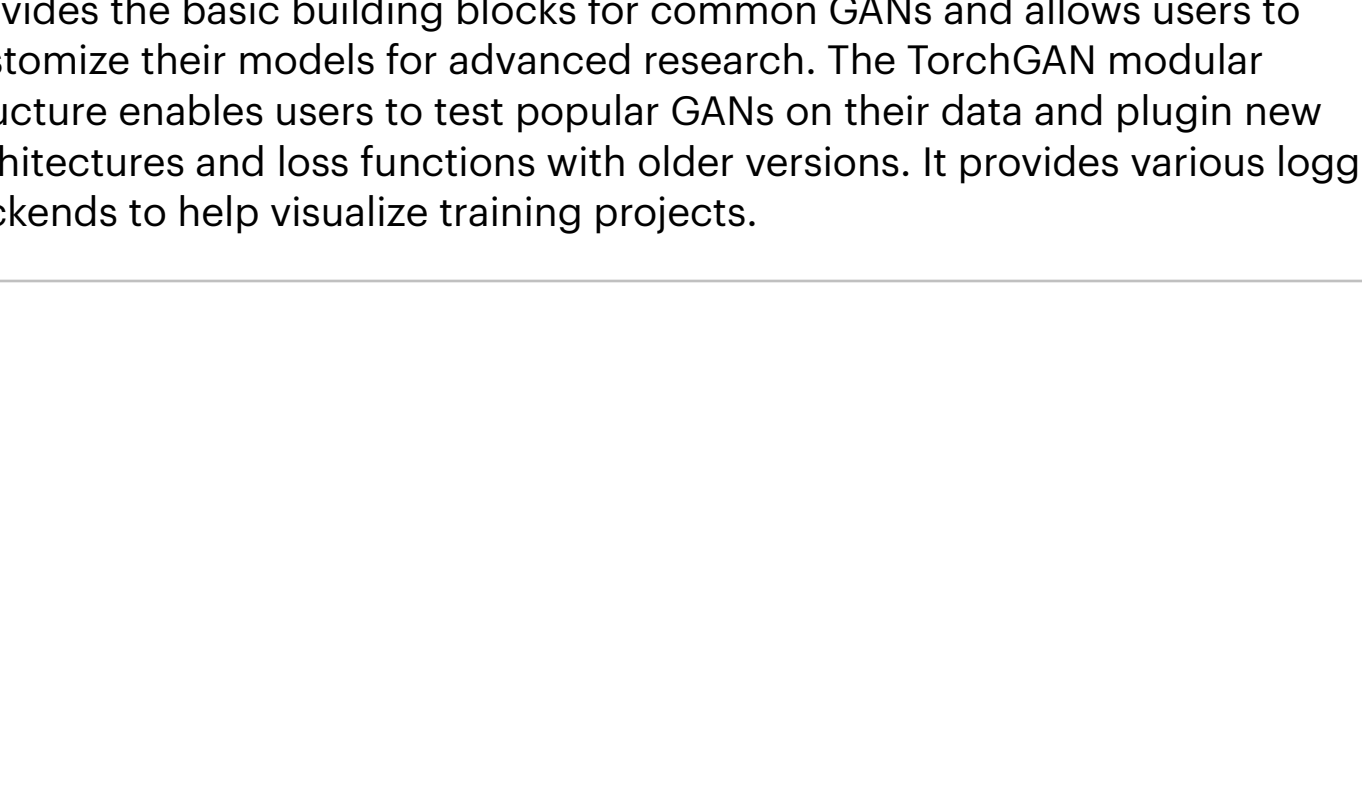 vides the basic building blocks for common GANs and allows users to
stomize their models for advanced research. The TorchGAN modular
ucture enables users to test popular GANs on their data and plugin new
hitectures and loss functions with older versions. It provides various logg
ckends to help visualize training projects.